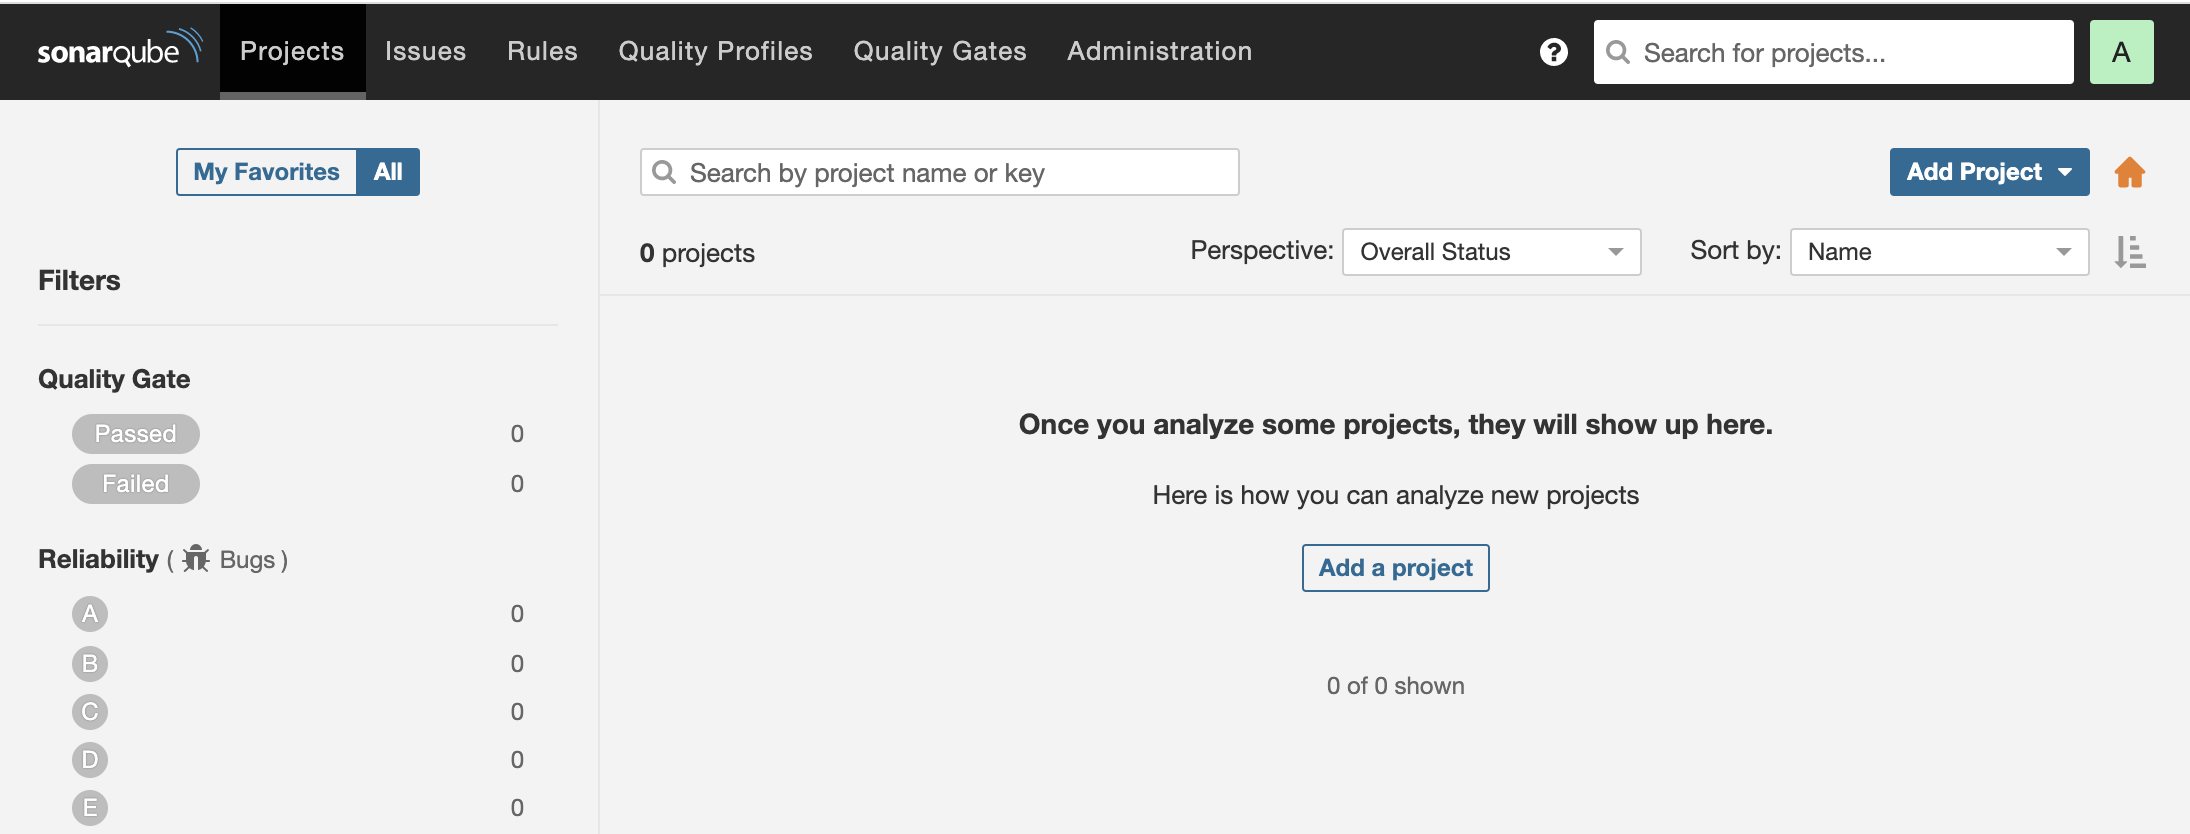 sonarqube Projects Issues Rules Quality Profiles Quality Gates Administration ? Search for projects... A
My Favorites All
Search by project name or key
Add Project
0 projects
Perspective: Overall Status
Sort by: Name
Filters
Quality Gate
Passed 0
Failed 0
Reliability ( Bugs )
A 0
B 0
C 0
D 0
E 0
Once you analyze some projects, they will show up here.
Here is how you can analyze new projects
Add a project
0 of 0 shown